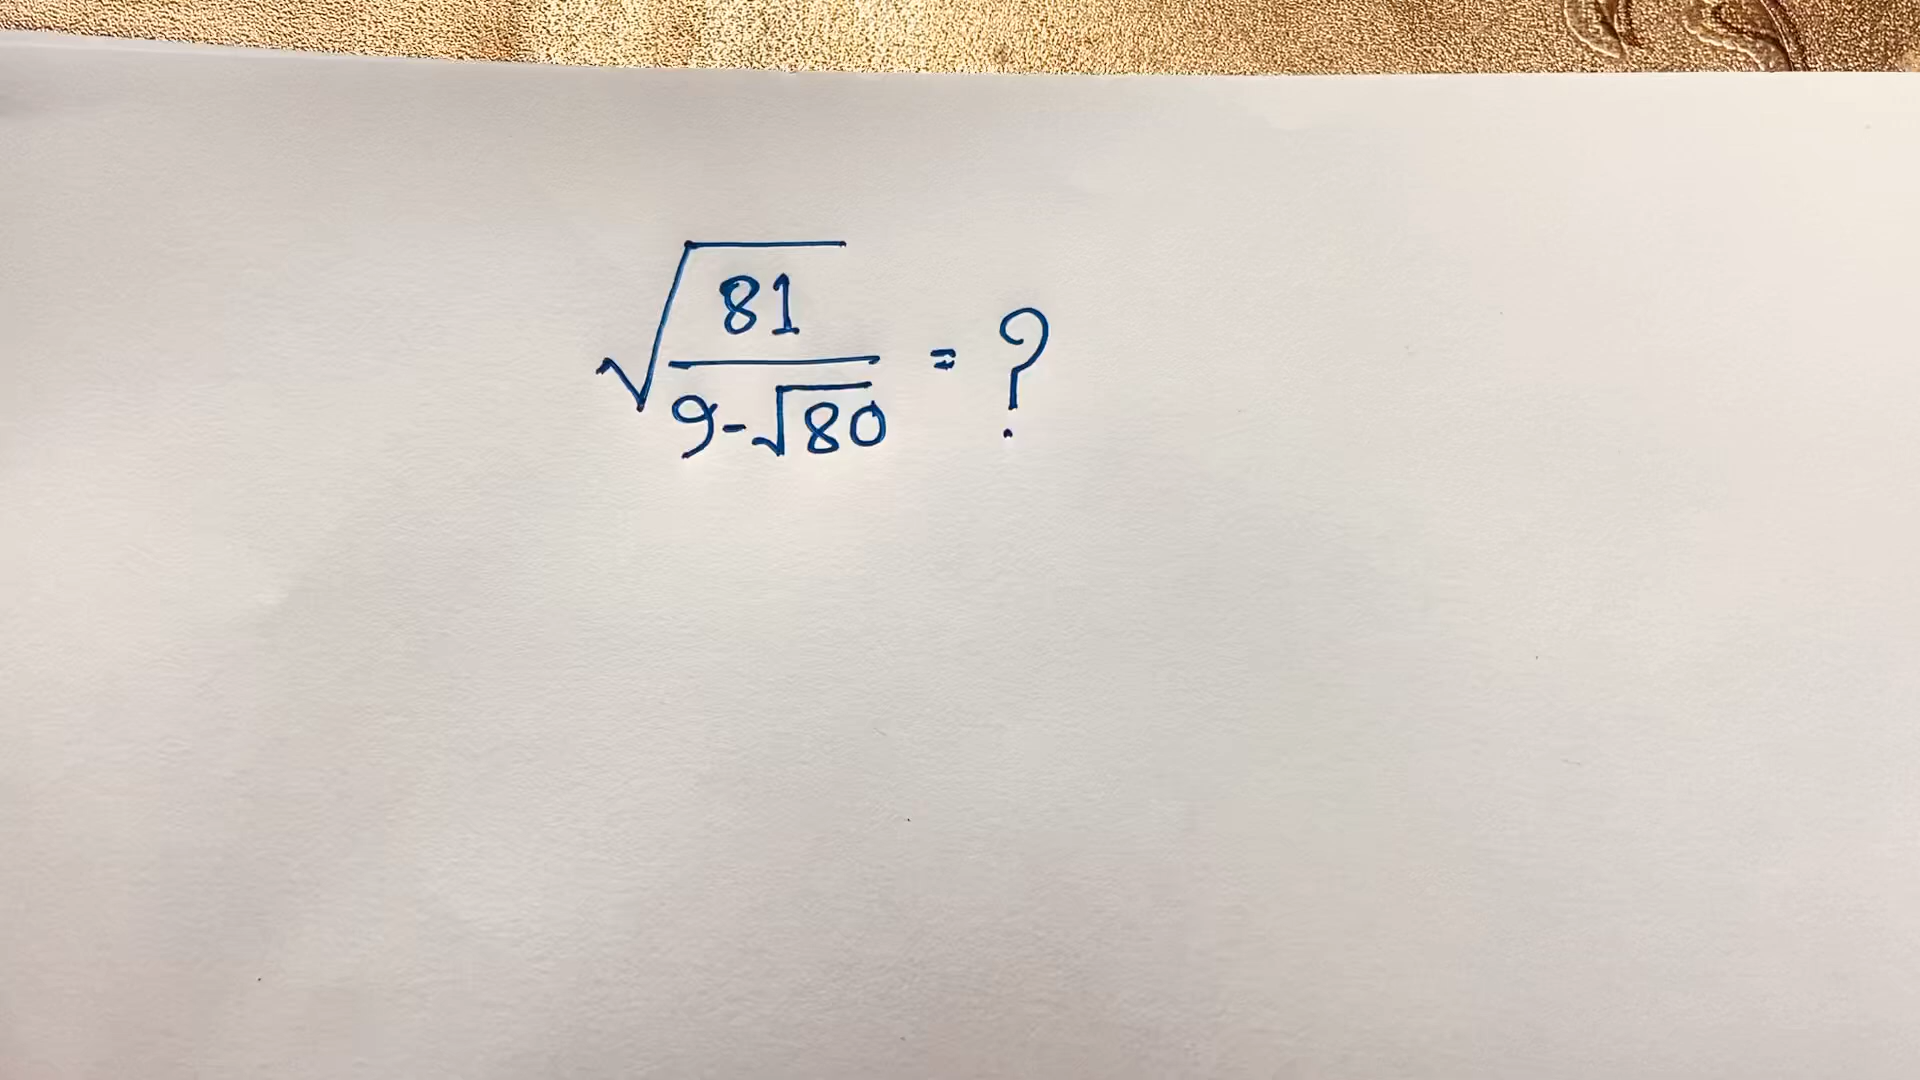 √(81/(9-√80)) = ?